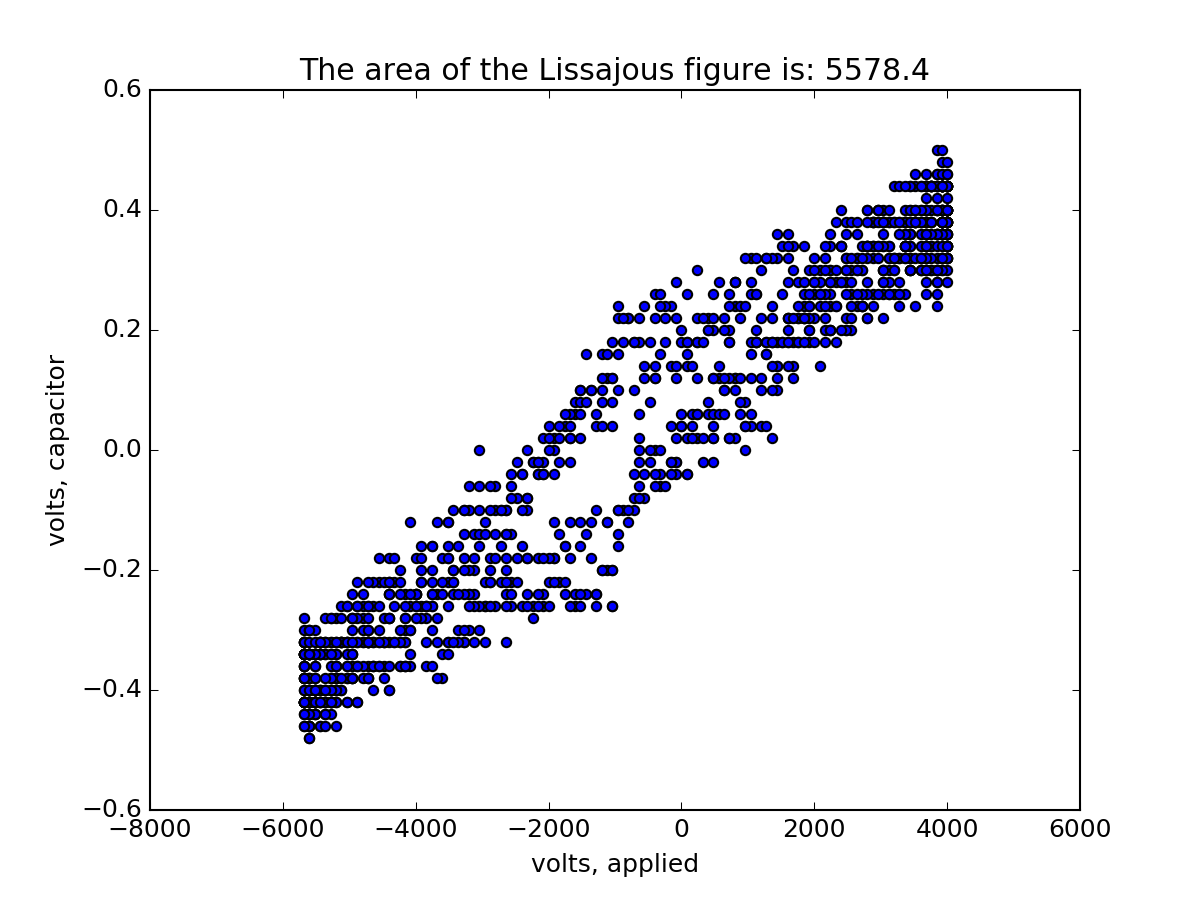 The area of the Lissajous figure is: 5578.4
0.6
0.4
0.2
0.0
−0.2
−0.4
−0.6
volts, capacitor
−8000 −6000 −4000 −2000 0 2000 4000 6000
volts, applied